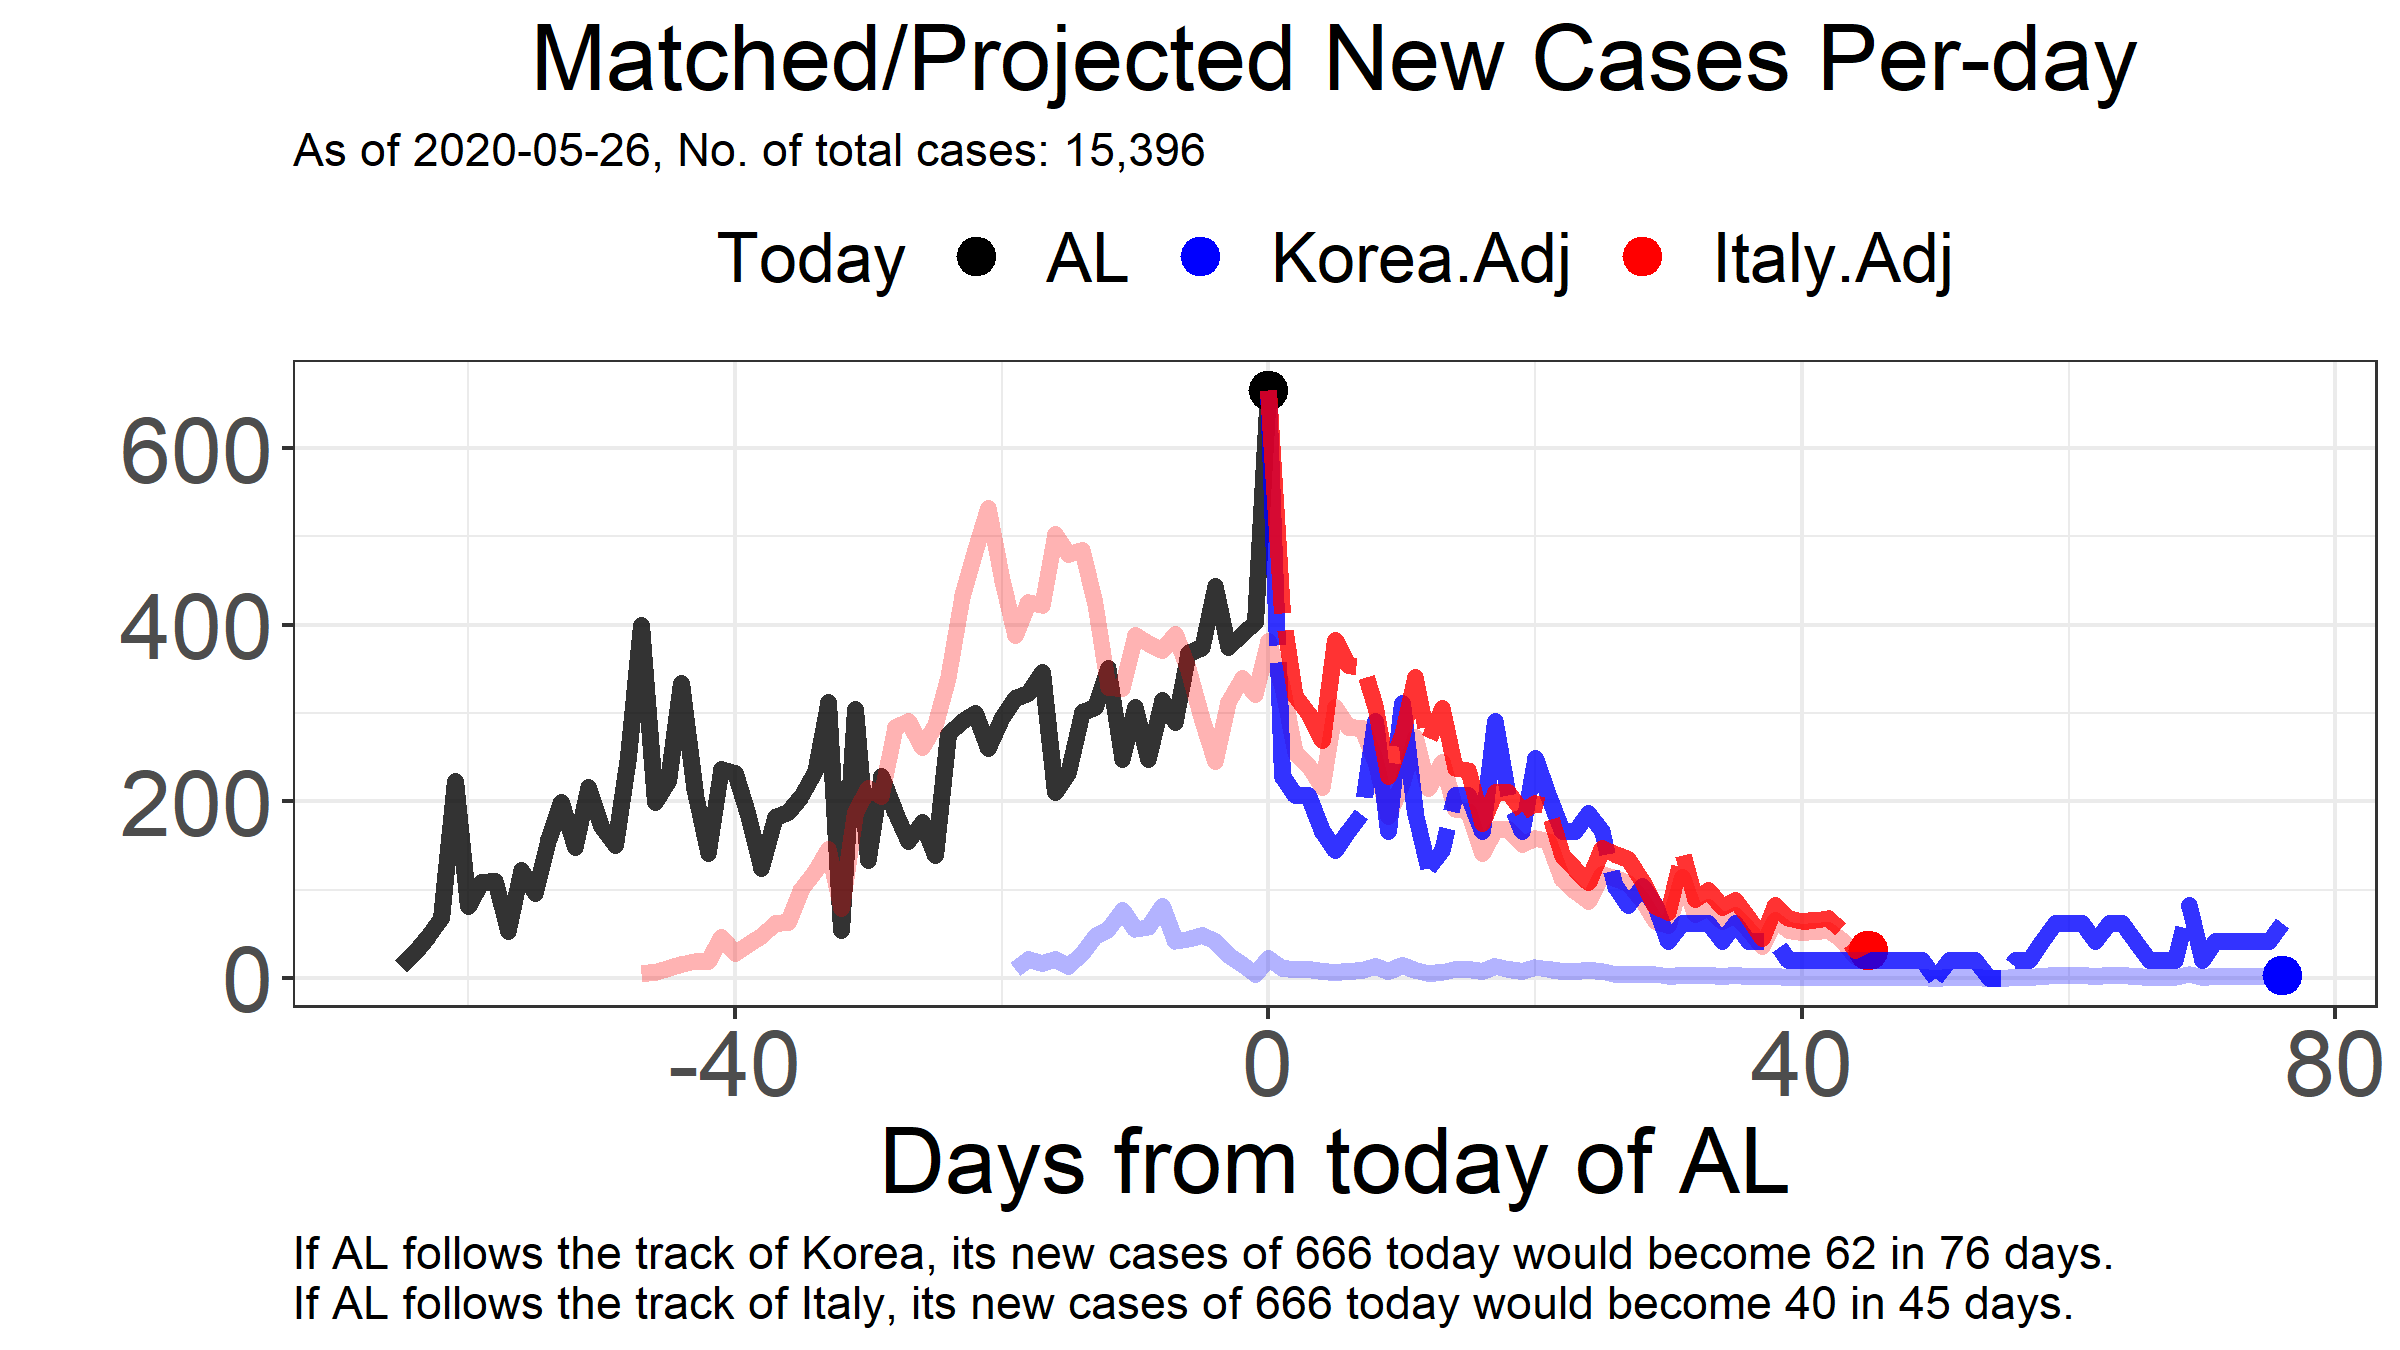 Matched/Projected New Cases Per-day
As of 2020-05-26, No. of total cases: 15,396
Today AL Korea.Adj Italy.Adj
600
400
200
0
-40 0 40 80
Days from today of AL
If AL follows the track of Korea, its new cases of 666 today would become 62 in 76 days.
If AL follows the track of Italy, its new cases of 666 today would become 40 in 45 days.